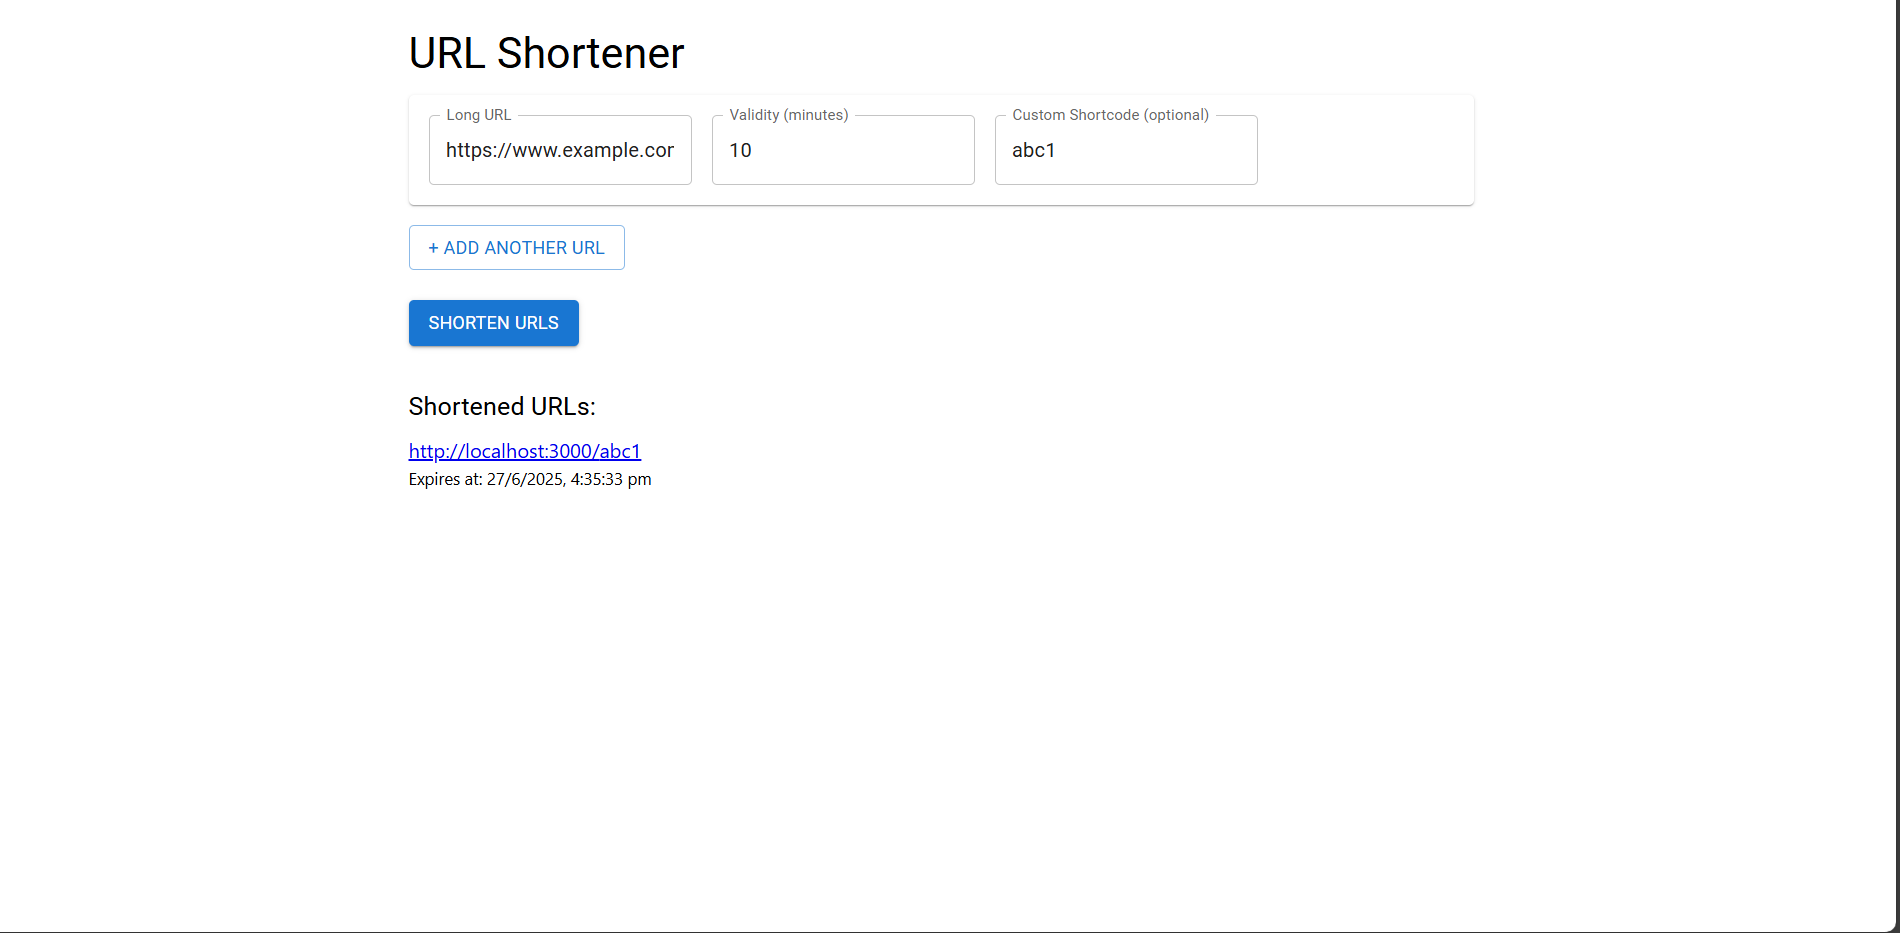 URL Shortener
Long URL
Validity (minutes)
Custom Shortcode (optional)
https://www.example.cor
10
abc1
+ ADD ANOTHER URL
SHORTEN URLS
Shortened URLs:
http://localhost:3000/abc1
Expires at: 27/6/2025, 4:35:33 pm